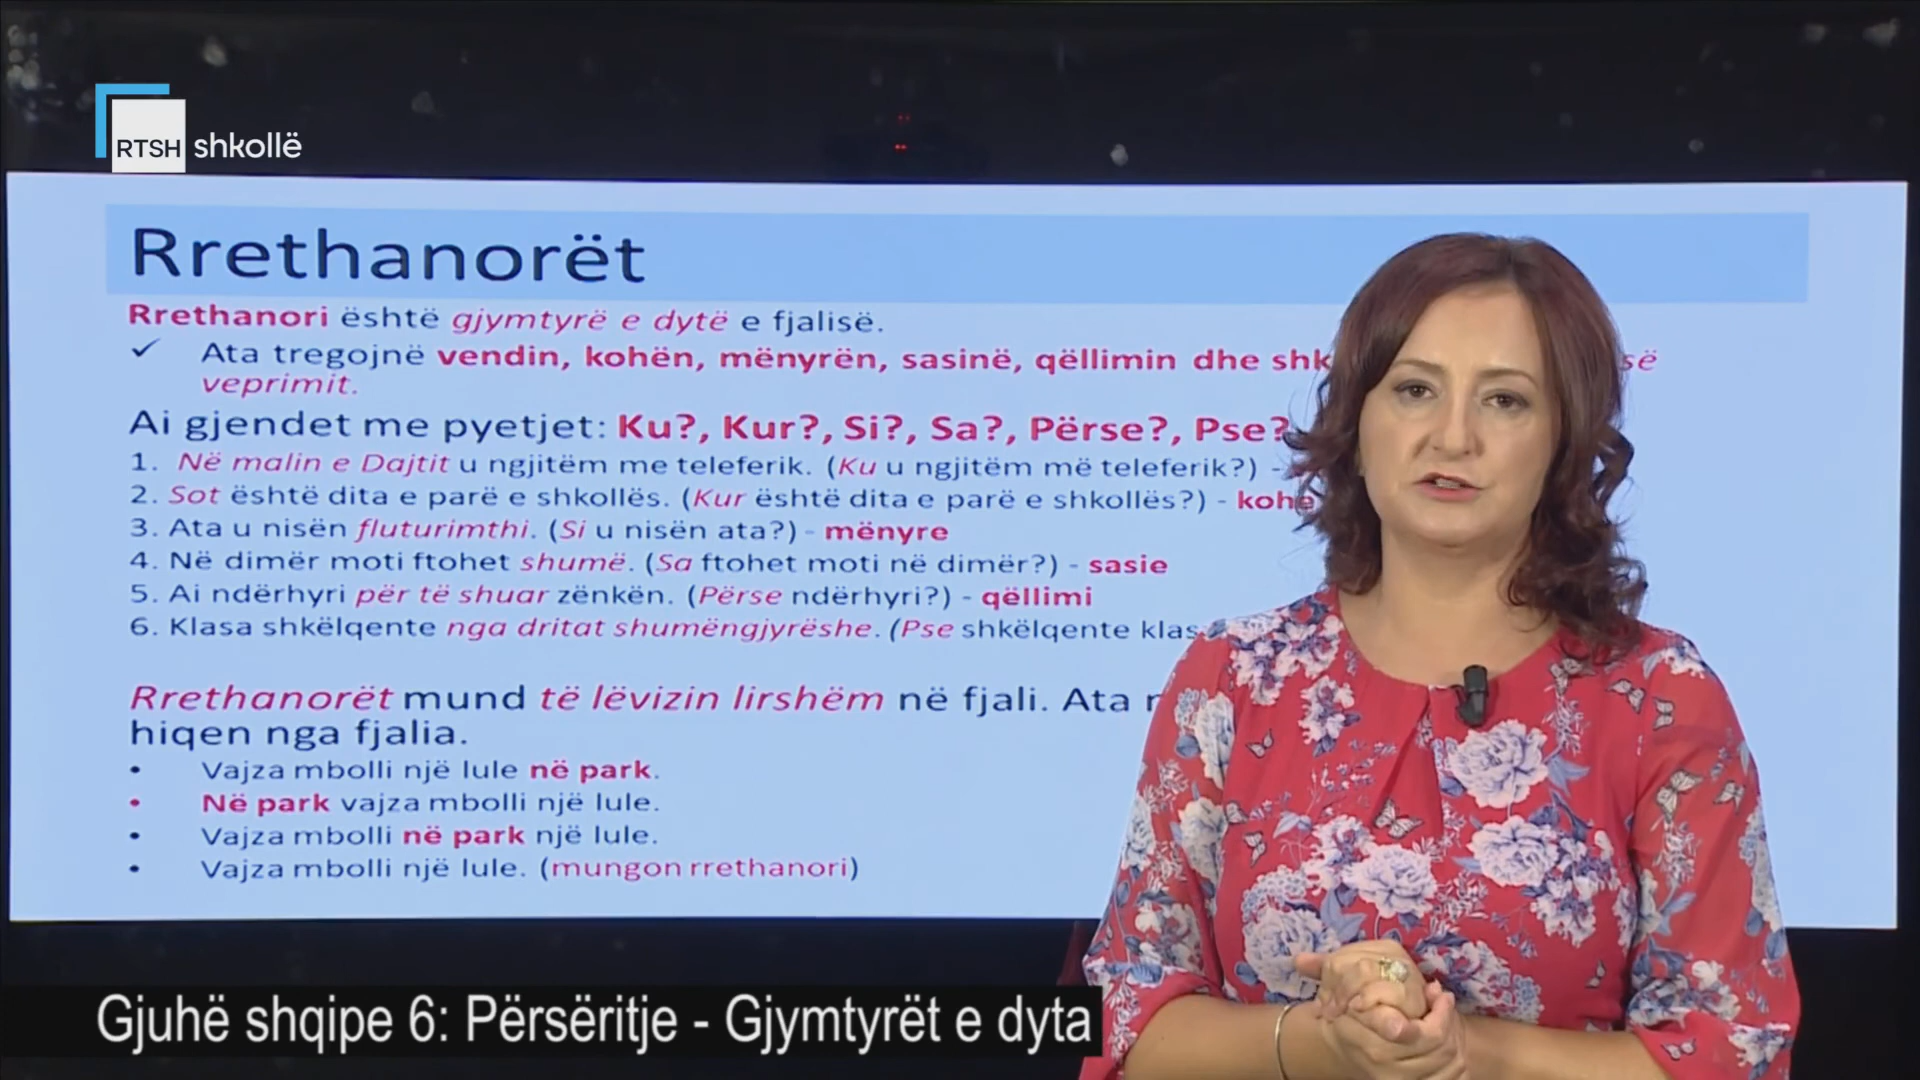 RTSH shkollë
Rrethanorët
Rrethanori është gjymtyrë e dytë e fjalisë.
✓ Ata tregojnë vendin, kohën, mënyrën, sasinë, qëllimin dhe
veprimit.
Ai gjendet me pyetjet: Ku?, Kur?, Si?, Sa?, Përse?, Pse?
1. Në malin e Dajtit u ngjitëm me teleferik. (Ku u ngjitëm më teleferik?) -
2. Sot është dita e parë e shkollës. (Kur është dita e parë e shkollës?) -
3. Ata u nisën fluturimthi. (Si u nisën ata?) - mënyre
4. Në dimër moti ftohet shumë. (Sa ftohet moti në dimër?) - sasie
5. Ai ndërhyri për të shuar zënkën. (Përse ndërhyri?) - qëllimi
6. Klasa shkëlqente nga dritat shumëngjyrëshe. (Pse shkëlqente
Rrethanorët mund të lëvizin lirshëm në fjali. Ata
hiqen nga fjalia.
• Vajza mbolli një lule në park.
• Në park vajza mbolli një lule.
• Vajza mbolli në park një lule.
• Vajza mbolli një lule. (mungon rrethanori)
Gjuhë shqipe 6: Përsëritje - Gjymtyrët e dyta